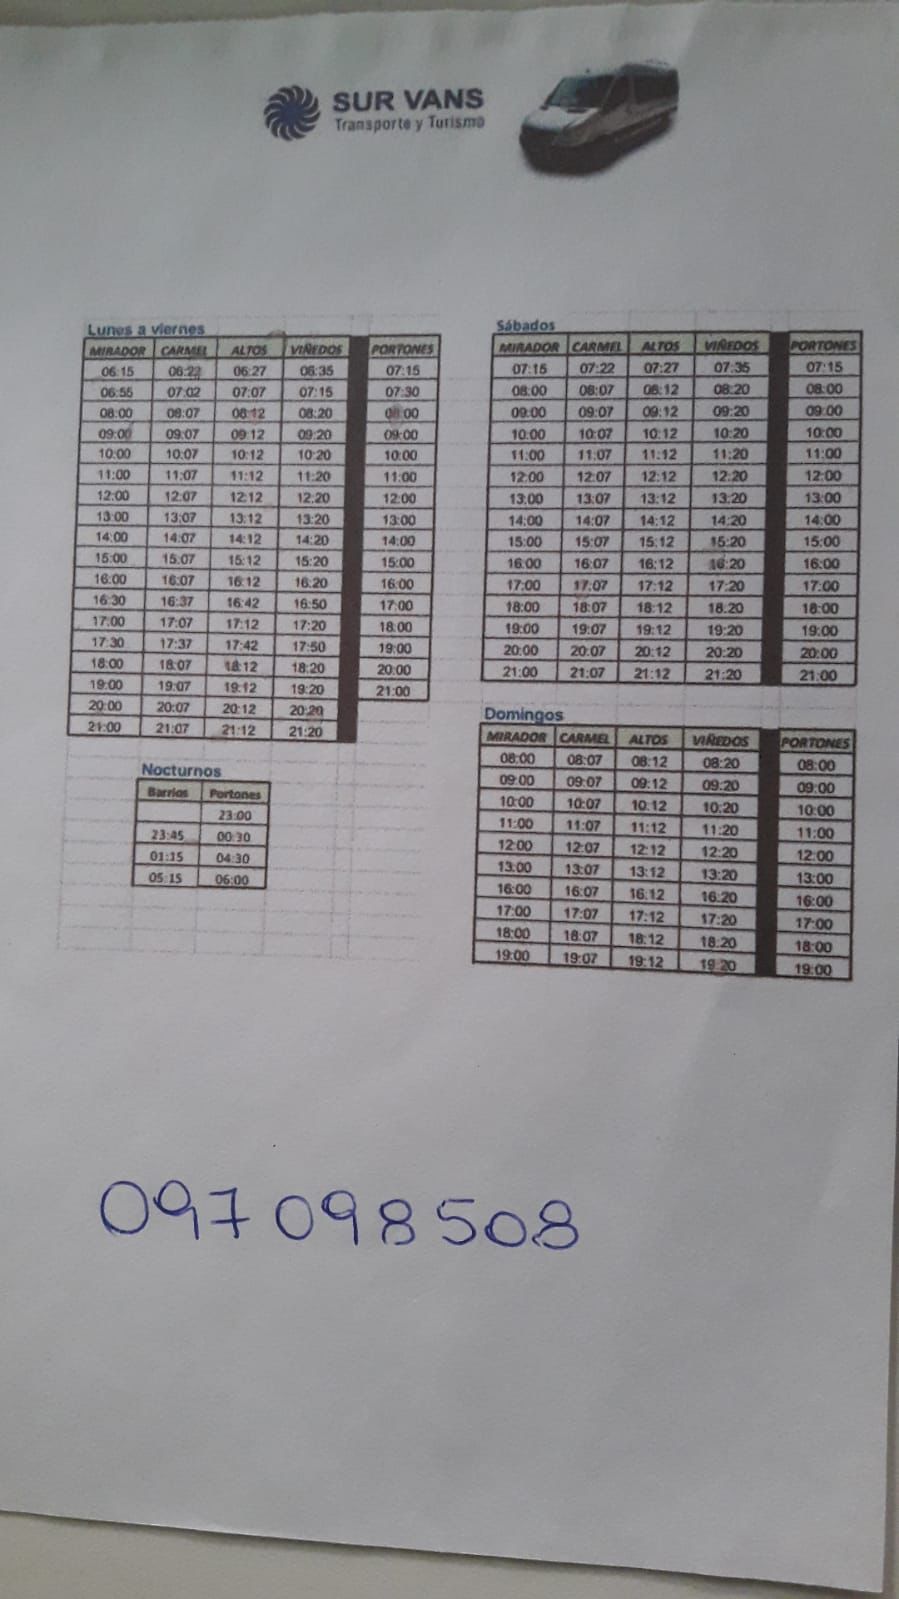 SUR VANS
Transporte y Turismo
Lunes a viernes
MIRADOR CARMEL ALTOS VIÑEDOS PORTONES
06:15 06:22 06:27 06:35 07:15
06:55 07:02 07:07 07:15 07:30
08:00 08:07 08:12 08:20 08:00
09:00 09:07 09:12 09:20 09:00
10:00 10:07 10:12 10:20 10:00
11:00 11:07 11:12 11:20 11:00
12:00 12:07 12:12 12:20 12:00
13:00 13:07 13:12 13:20 13:00
14:00 14:07 14:12 14:20 14:00
15:00 15:07 15:12 15:20 15:00
16:00 16:07 16:12 16:20 16:00
16:30 16:37 16:42 16:50 17:00
17:00 17:07 17:12 17:20 18:00
17:30 17:37 17:42 17:50 19:00
18:00 18:07 18:12 18:20 20:00
19:00 19:07 19:12 19:20 21:00
20:00 20:07 20:12 20:20
21:00 21:07 21:12 21:20
Nocturnos
Barrios Portones
23:00
23:45 00:30
01:15 04:30
05:15 06:00
Sábados
MIRADOR CARMEL ALTOS VIÑEDOS PORTONES
07:15 07:22 07:27 07:35 07:15
08:00 08:07 08:12 08:20 08:00
09:00 09:07 09:12 09:20 09:00
10:00 10:07 10:12 10:20 10:00
11:00 11:07 11:12 11:20 11:00
12:00 12:07 12:12 12:20 12:00
13:00 13:07 13:12 13:20 13:00
14:00 14:07 14:12 14:20 14:00
15:00 15:07 15:12 15:20 15:00
16:00 16:07 16:12 16:20 16:00
17:00 17:07 17:12 17:20 17:00
18:00 18:07 18:12 18:20 18:00
19:00 19:07 19:12 19:20 19:00
20:00 20:07 20:12 20:20 20:00
21:00 21:07 21:12 21:20 21:00
Domingos
MIRADOR CARMEL ALTOS VIÑEDOS PORTONES
08:00 08:07 08:12 08:20 08:00
09:00 09:07 09:12 09:20 09:00
10:00 10:07 10:12 10:20 10:00
11:00 11:07 11:12 11:20 11:00
12:00 12:07 12:12 12:20 12:00
13:00 13:07 13:12 13:20 13:00
16:00 16:07 16:12 16:20 16:00
17:00 17:07 17:12 17:20 17:00
18:00 18:07 18:12 18:20 18:00
19:00 19:07 19:12 19:20 19:00
097 098 508